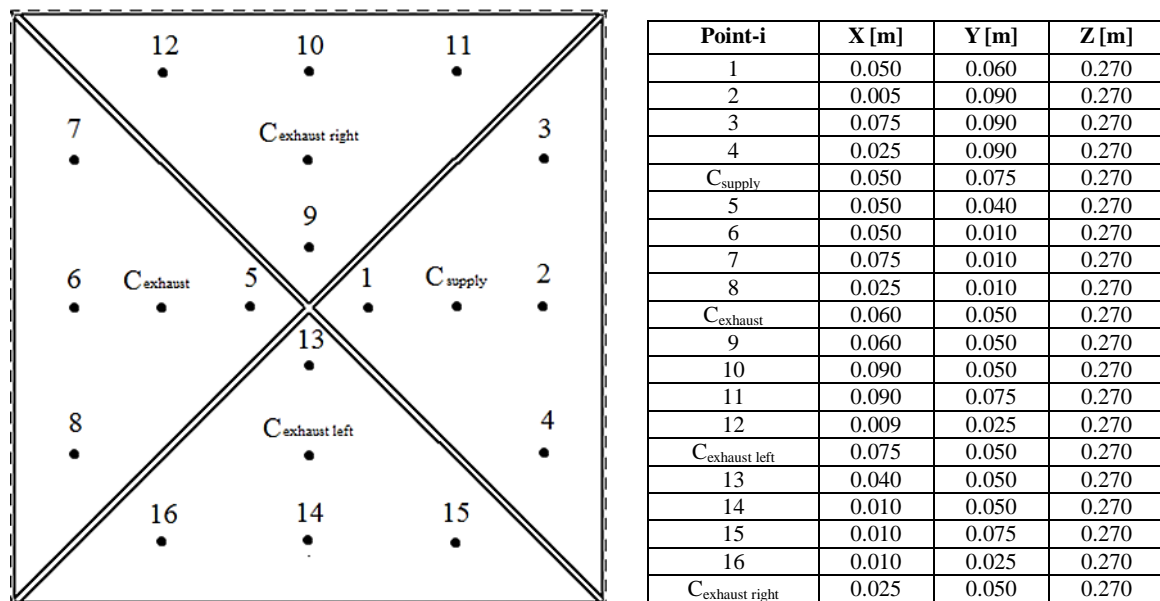 12 10 11
7 C exhaust right 3
9
6 C exhaust 5 1 C supply 2
13
8 C exhaust left 4
16 14 15
Point-i X [m] Y [m] Z [m]
1 0.050 0.060 0.270
2 0.005 0.090 0.270
3 0.075 0.090 0.270
4 0.025 0.090 0.270
Csupply 0.050 0.075 0.270
5 0.050 0.040 0.270
6 0.050 0.010 0.270
7 0.075 0.010 0.270
8 0.025 0.010 0.270
Cexhaust 0.060 0.050 0.270
9 0.060 0.050 0.270
10 0.090 0.050 0.270
11 0.090 0.075 0.270
12 0.009 0.025 0.270
Cexhaust left 0.075 0.050 0.270
13 0.040 0.050 0.270
14 0.010 0.050 0.270
15 0.010 0.075 0.270
16 0.010 0.025 0.270
Cexhaust right 0.025 0.050 0.270